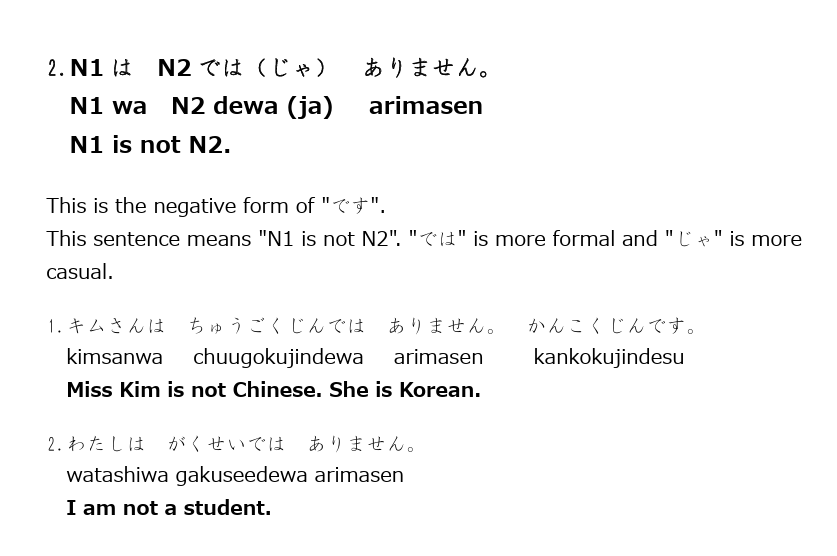 2. N1 は　N2 では（じゃ）　ありません。
N1 wa　N2 dewa (ja)　arimasen
N1 is not N2.
This is the negative form of "です".
This sentence means "N1 is not N2". "では" is more formal and "じゃ" is more
casual.
1. キムさんは　ちゅうごくじんでは　ありません。　かんこくじんです。
kimsanwa　chuugokujindewa　arimasen　kankokujindesu
Miss Kim is not Chinese. She is Korean.
2. わたしは　がくせいでは　ありません。
watashiwa gakuseedewa arimasen
I am not a student.